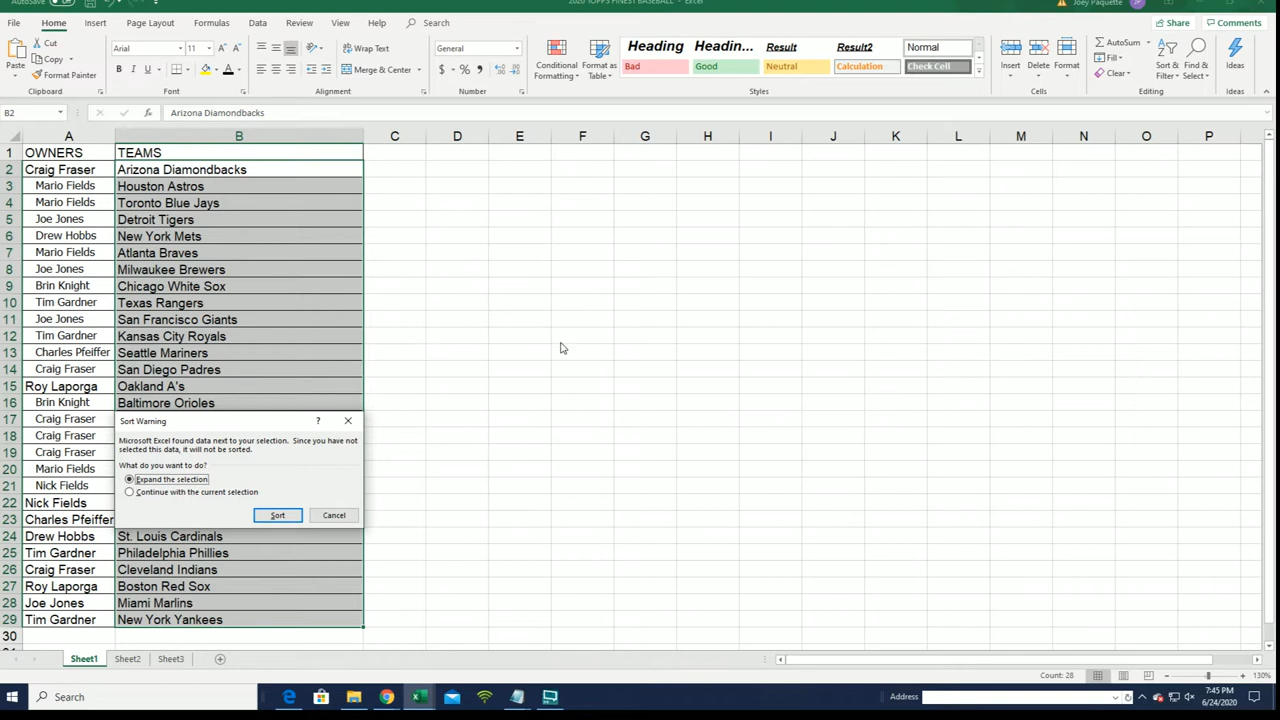 AutoSave Off 2020 TOPPS FINEST BASEBALL - Excel Joey Paquette JP
File Home Insert Page Layout Formulas Data Review View Help Search Share Comments
Paste Cut Copy Format Painter Clipboard
Arial 11 A A B I U A Font
Wrap Text Merge & Center Alignment
General $ % , Number
Conditional Formatting Format as Table
Heading Headin... Result Result2 Normal
Bad Good Neutral Calculation Check Cell
Styles
Insert Delete Format Cells
AutoSum Fill Clear Sort & Filter Find & Select Editing
Ideas Ideas
B2 fx Arizona Diamondbacks
A B C D E F G H I J K L M N O P
1 OWNERS TEAMS
2 Craig Fraser Arizona Diamondbacks
3 Mario Fields Houston Astros
4 Mario Fields Toronto Blue Jays
5 Joe Jones Detroit Tigers
6 Drew Hobbs New York Mets
7 Mario Fields Atlanta Braves
8 Joe Jones Milwaukee Brewers
9 Brin Knight Chicago White Sox
10 Tim Gardner Texas Rangers
11 Joe Jones San Francisco Giants
12 Tim Gardner Kansas City Royals
13 Charles Pfeiffer Seattle Mariners
14 Craig Fraser San Diego Padres
15 Roy Laporga Oakland A's
16 Brin Knight Baltimore Orioles
17 Craig Fraser
18 Craig Fraser
19 Craig Fraser
20 Mario Fields
21 Nick Fields
22 Nick Fields
23 Charles Pfeiffer
Sort Warning ?
Microsoft Excel found data next to your selection. Since you have not
selected this data, it will not be sorted.
What do you want to do?
Expand the selection
Continue with the current selection
Sort Cancel
24 Drew Hobbs St. Louis Cardinals
25 Tim Gardner Philadelphia Phillies
26 Craig Fraser Cleveland Indians
27 Roy Laporga Boston Red Sox
28 Joe Jones Miami Marlins
29 Tim Gardner New York Yankees
30
Sheet1 Sheet2 Sheet3
Count: 28 130%
Search Address 7:45 PM
6/24/2020